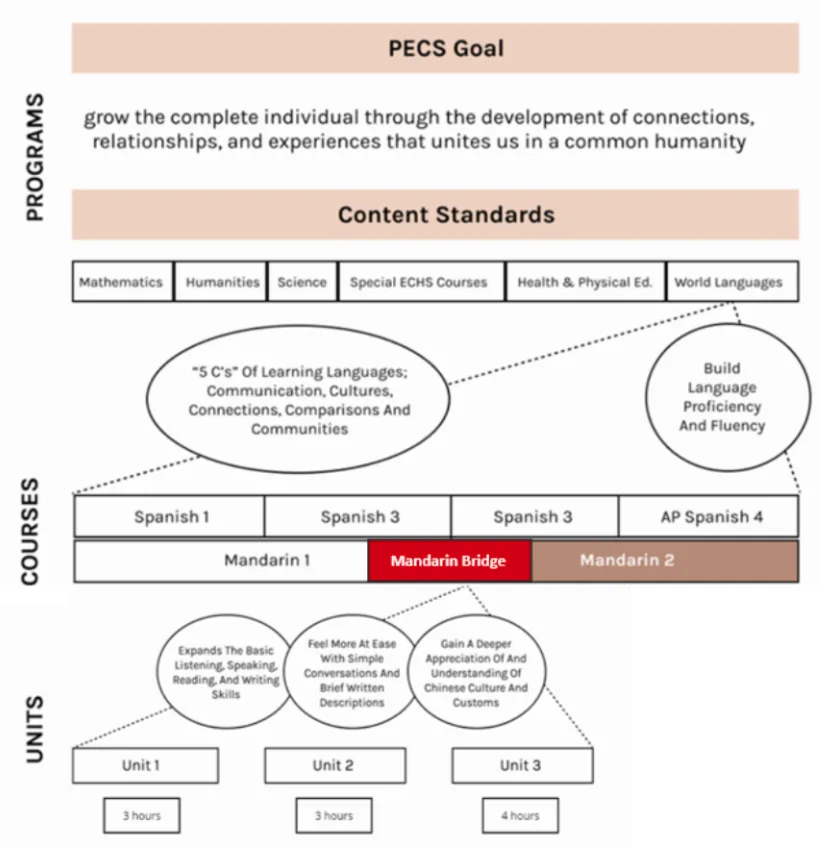 PECS Goal
PROGRAMS
grow the complete individual through the development of connections,
relationships, and experiences that unites us in a common humanity
Content Standards
Mathematics
Humanities
Science
Special ECHS Courses
Health & Physical Ed.
World Languages
"5 C's" Of Learning Languages;
Communication, Cultures,
Connections, Comparisons And
Communities
Build
Language
Proficiency
And Fluency
COURSES
Spanish 1
Spanish 3
Spanish 3
AP Spanish 4
Mandarin 1
Mandarin Bridge
Mandarin 2
UNITS
Expands The Basic
Listening, Speaking,
Reading, And Writing
Skills
Feel More At Ease
With Simple
Conversations And
Brief Written
Descriptions
Gain A Deeper
Appreciation Of And
Understanding Of
Chinese Culture And
Customs
Unit 1
Unit 2
Unit 3
3 hours
3 hours
4 hours